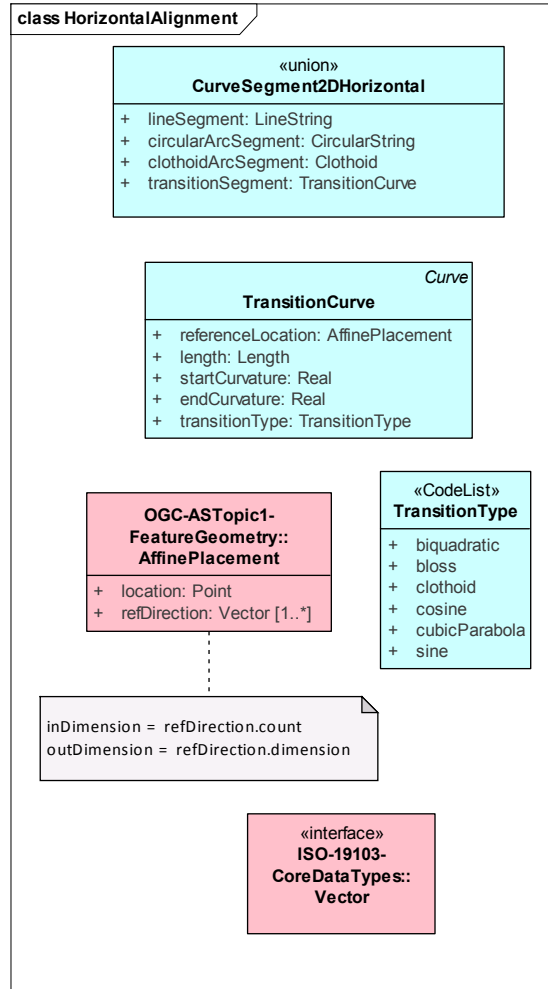 class HorizontalAlignment
«union»
CurveSegment2DHorizontal
+ lineSegment: LineString
+ circularArcSegment: CircularString
+ clothoidArcSegment: Clothoid
+ transitionSegment: TransitionCurve
Curve
TransitionCurve
+ referenceLocation: AffinePlacement
+ length: Length
+ startCurvature: Real
+ endCurvature: Real
+ transitionType: TransitionType
OGC-ASTopic1-
FeatureGeometry::
AffinePlacement
+ location: Point
+ refDirection: Vector [1..*]
«CodeList»
TransitionType
+ biquadratic
+ bloss
+ clothoid
+ cosine
+ cubicParabola
+ sine
inDimension = refDirection.count
outDimension = refDirection.dimension
«interface»
ISO-19103-
CoreDataTypes::
Vector